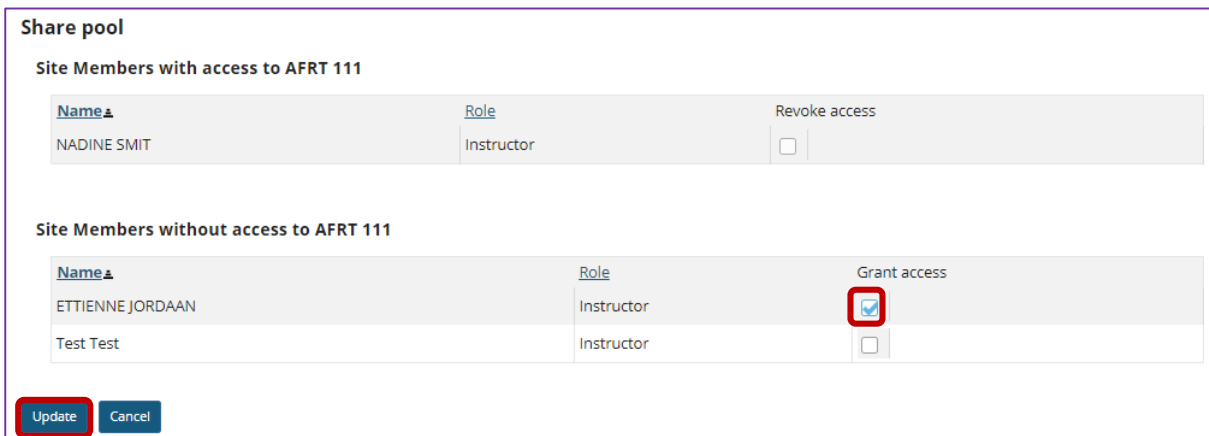 Share pool
Site Members with access to AFRT 111
Name Role Revoke access
NADINE SMIT Instructor
Site Members without access to AFRT 111
Name Role Grant access
ETTIENNE JORDAAN Instructor
Test Test Instructor
Update Cancel